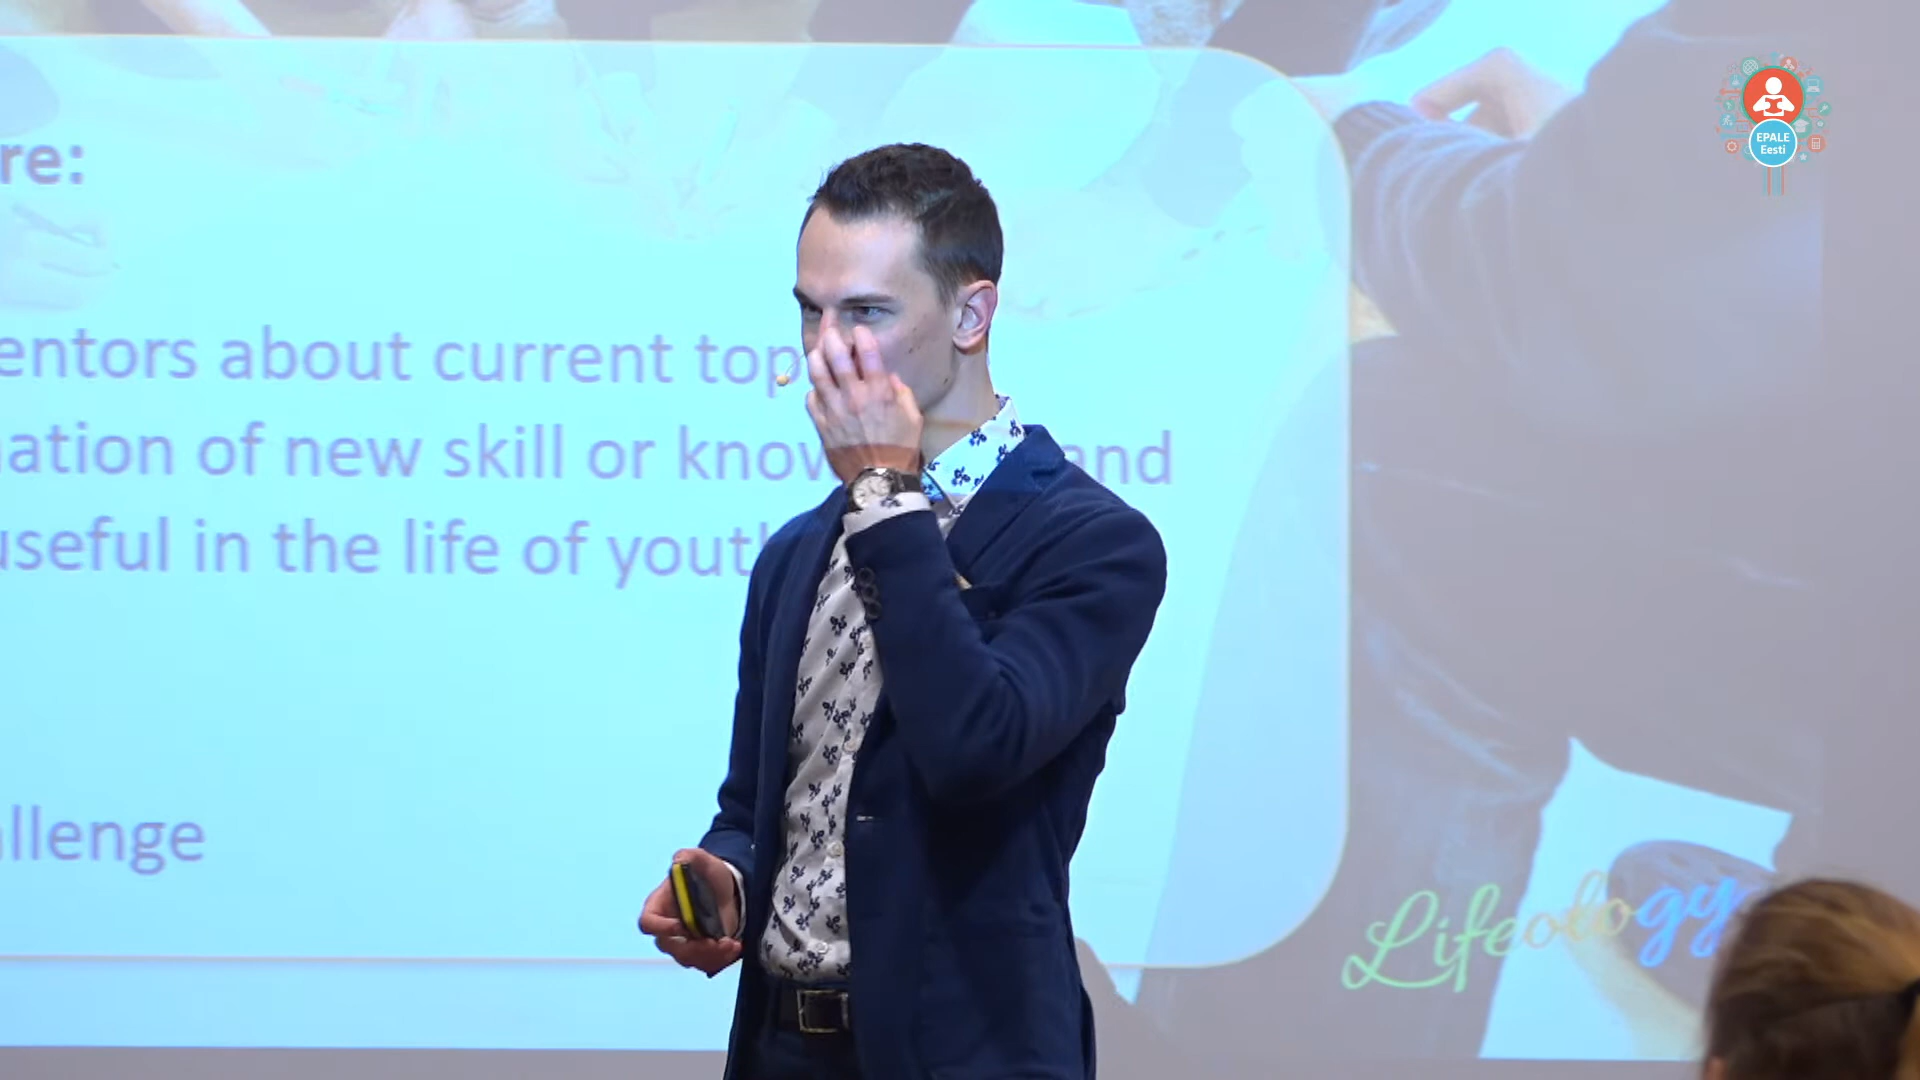 re:
entors about current top
ation of new skill or know and
useful in the life of yout
llenge
EPALE
Eesti
Lifeology